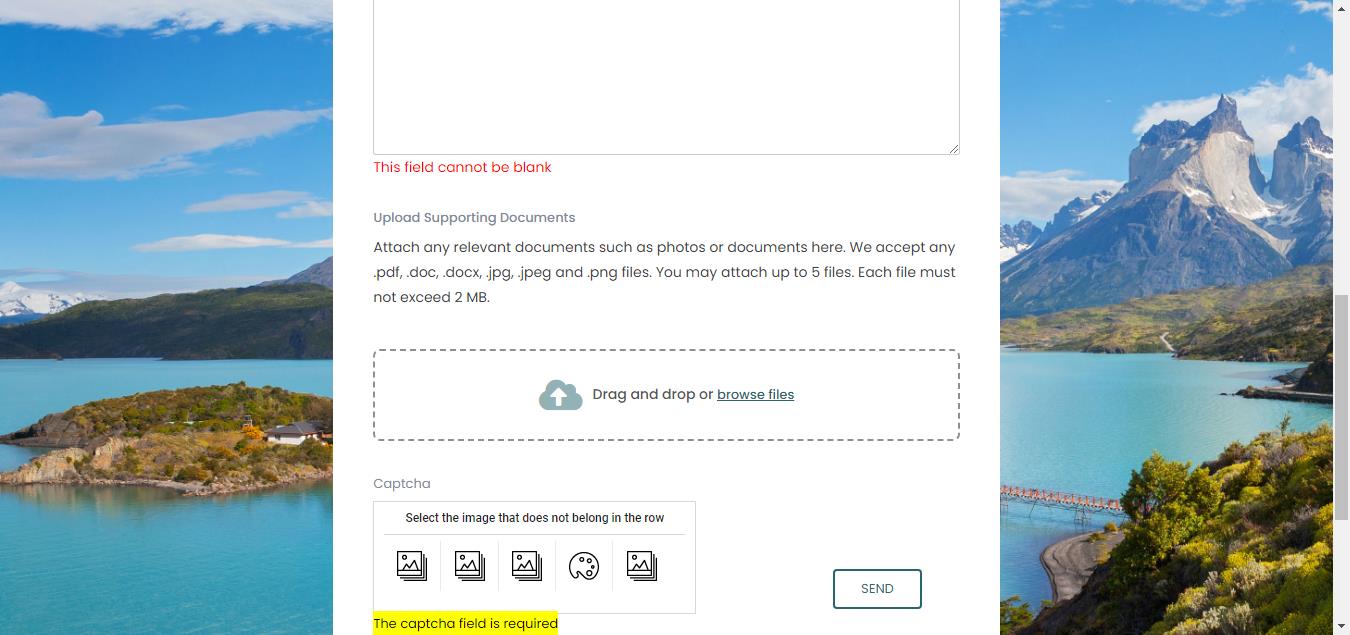 This field cannot be blank
Upload Supporting Documents
Attach any relevant documents such as photos or documents here. We accept any
.pdf, .doc, .docx, .jpg, .jpeg and .png files. You may attach up to 5 files. Each file must
not exceed 2 MB.
Drag and drop or browse files
Captcha
Select the image that does not belong in the row
SEND
The captcha field is required